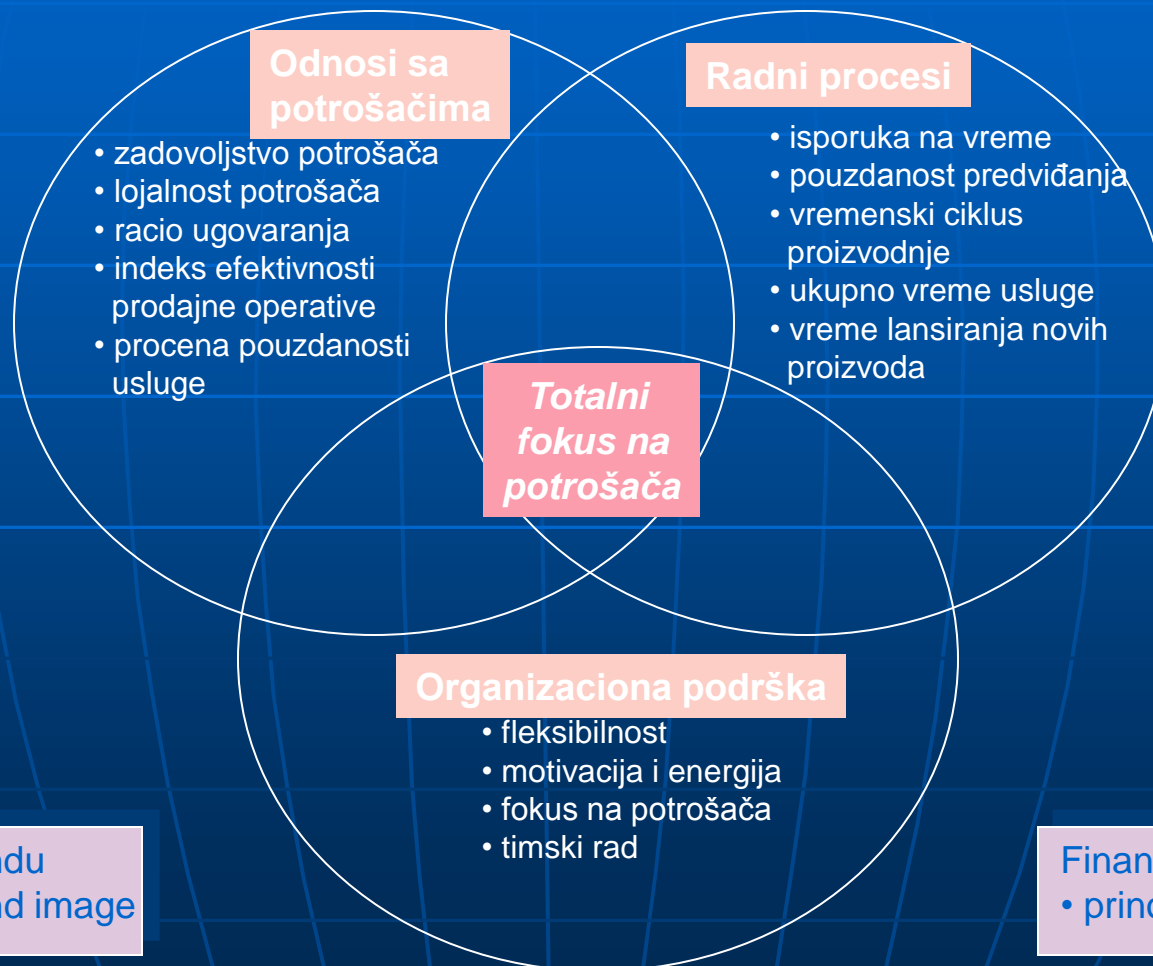 Odnosi sa
potrošačima
• zadovoljstvo potrošača
• lojalnost potrošača
• racio ugovaranja
• indeks efektivnosti
prodajne operative
• procena pouzdanosti
usluge
Radni procesi
• isporuka na vreme
• pouzdanost predviđanja
• vremenski ciklus
proizvodnje
• ukupno vreme usluge
• vreme lansiranja novih
proizvoda
Totalni
fokus na
potrošača
Organizaciona podrška
• fleksibilnost
• motivacija i energija
• fokus na potrošača
• timski rad
image